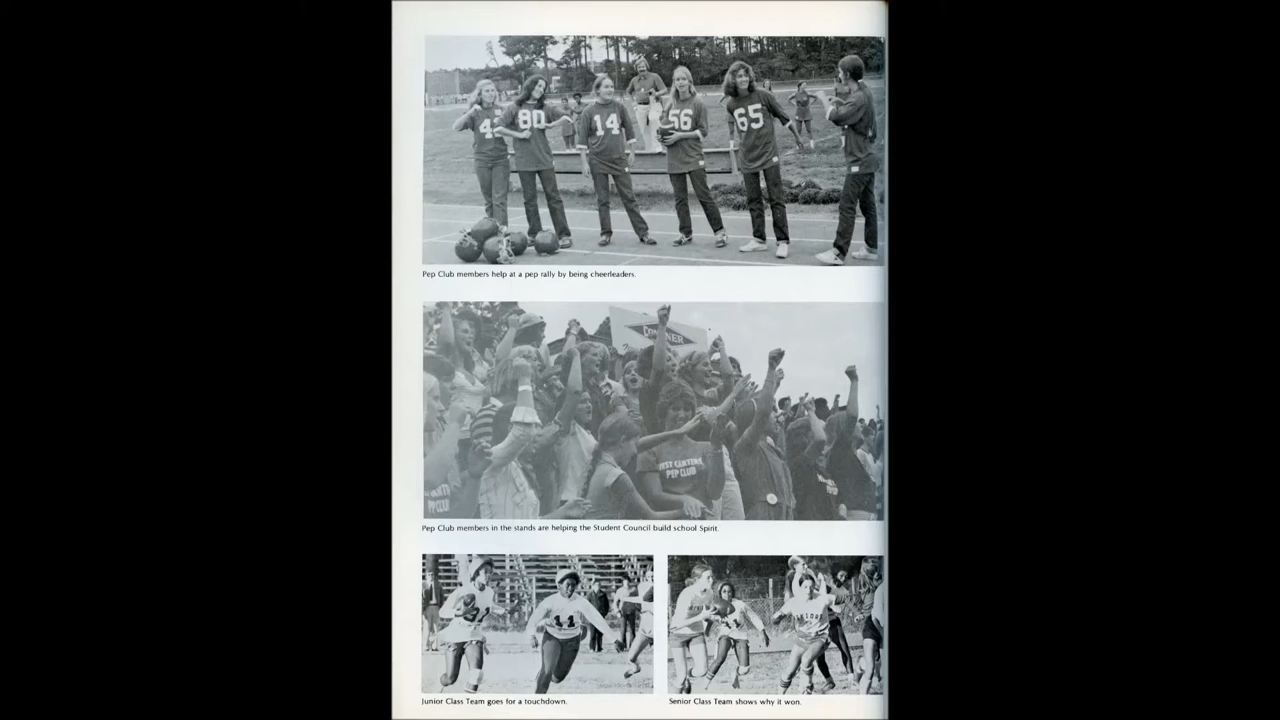 80
14
56
65
Pep Club members help at a pep rally by being cheerleaders.
PEP CLUB
Pep Club members in the stands are helping the Student Council build school Spirit.
11
Junior Class Team goes for a touchdown.
Senior Class Team shows why it won.